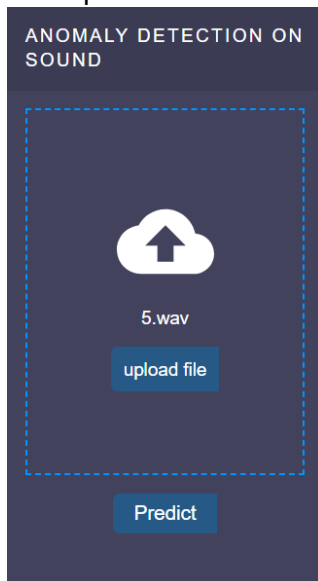 ANOMALY DETECTION ON
SOUND
5.wav
upload file
Predict